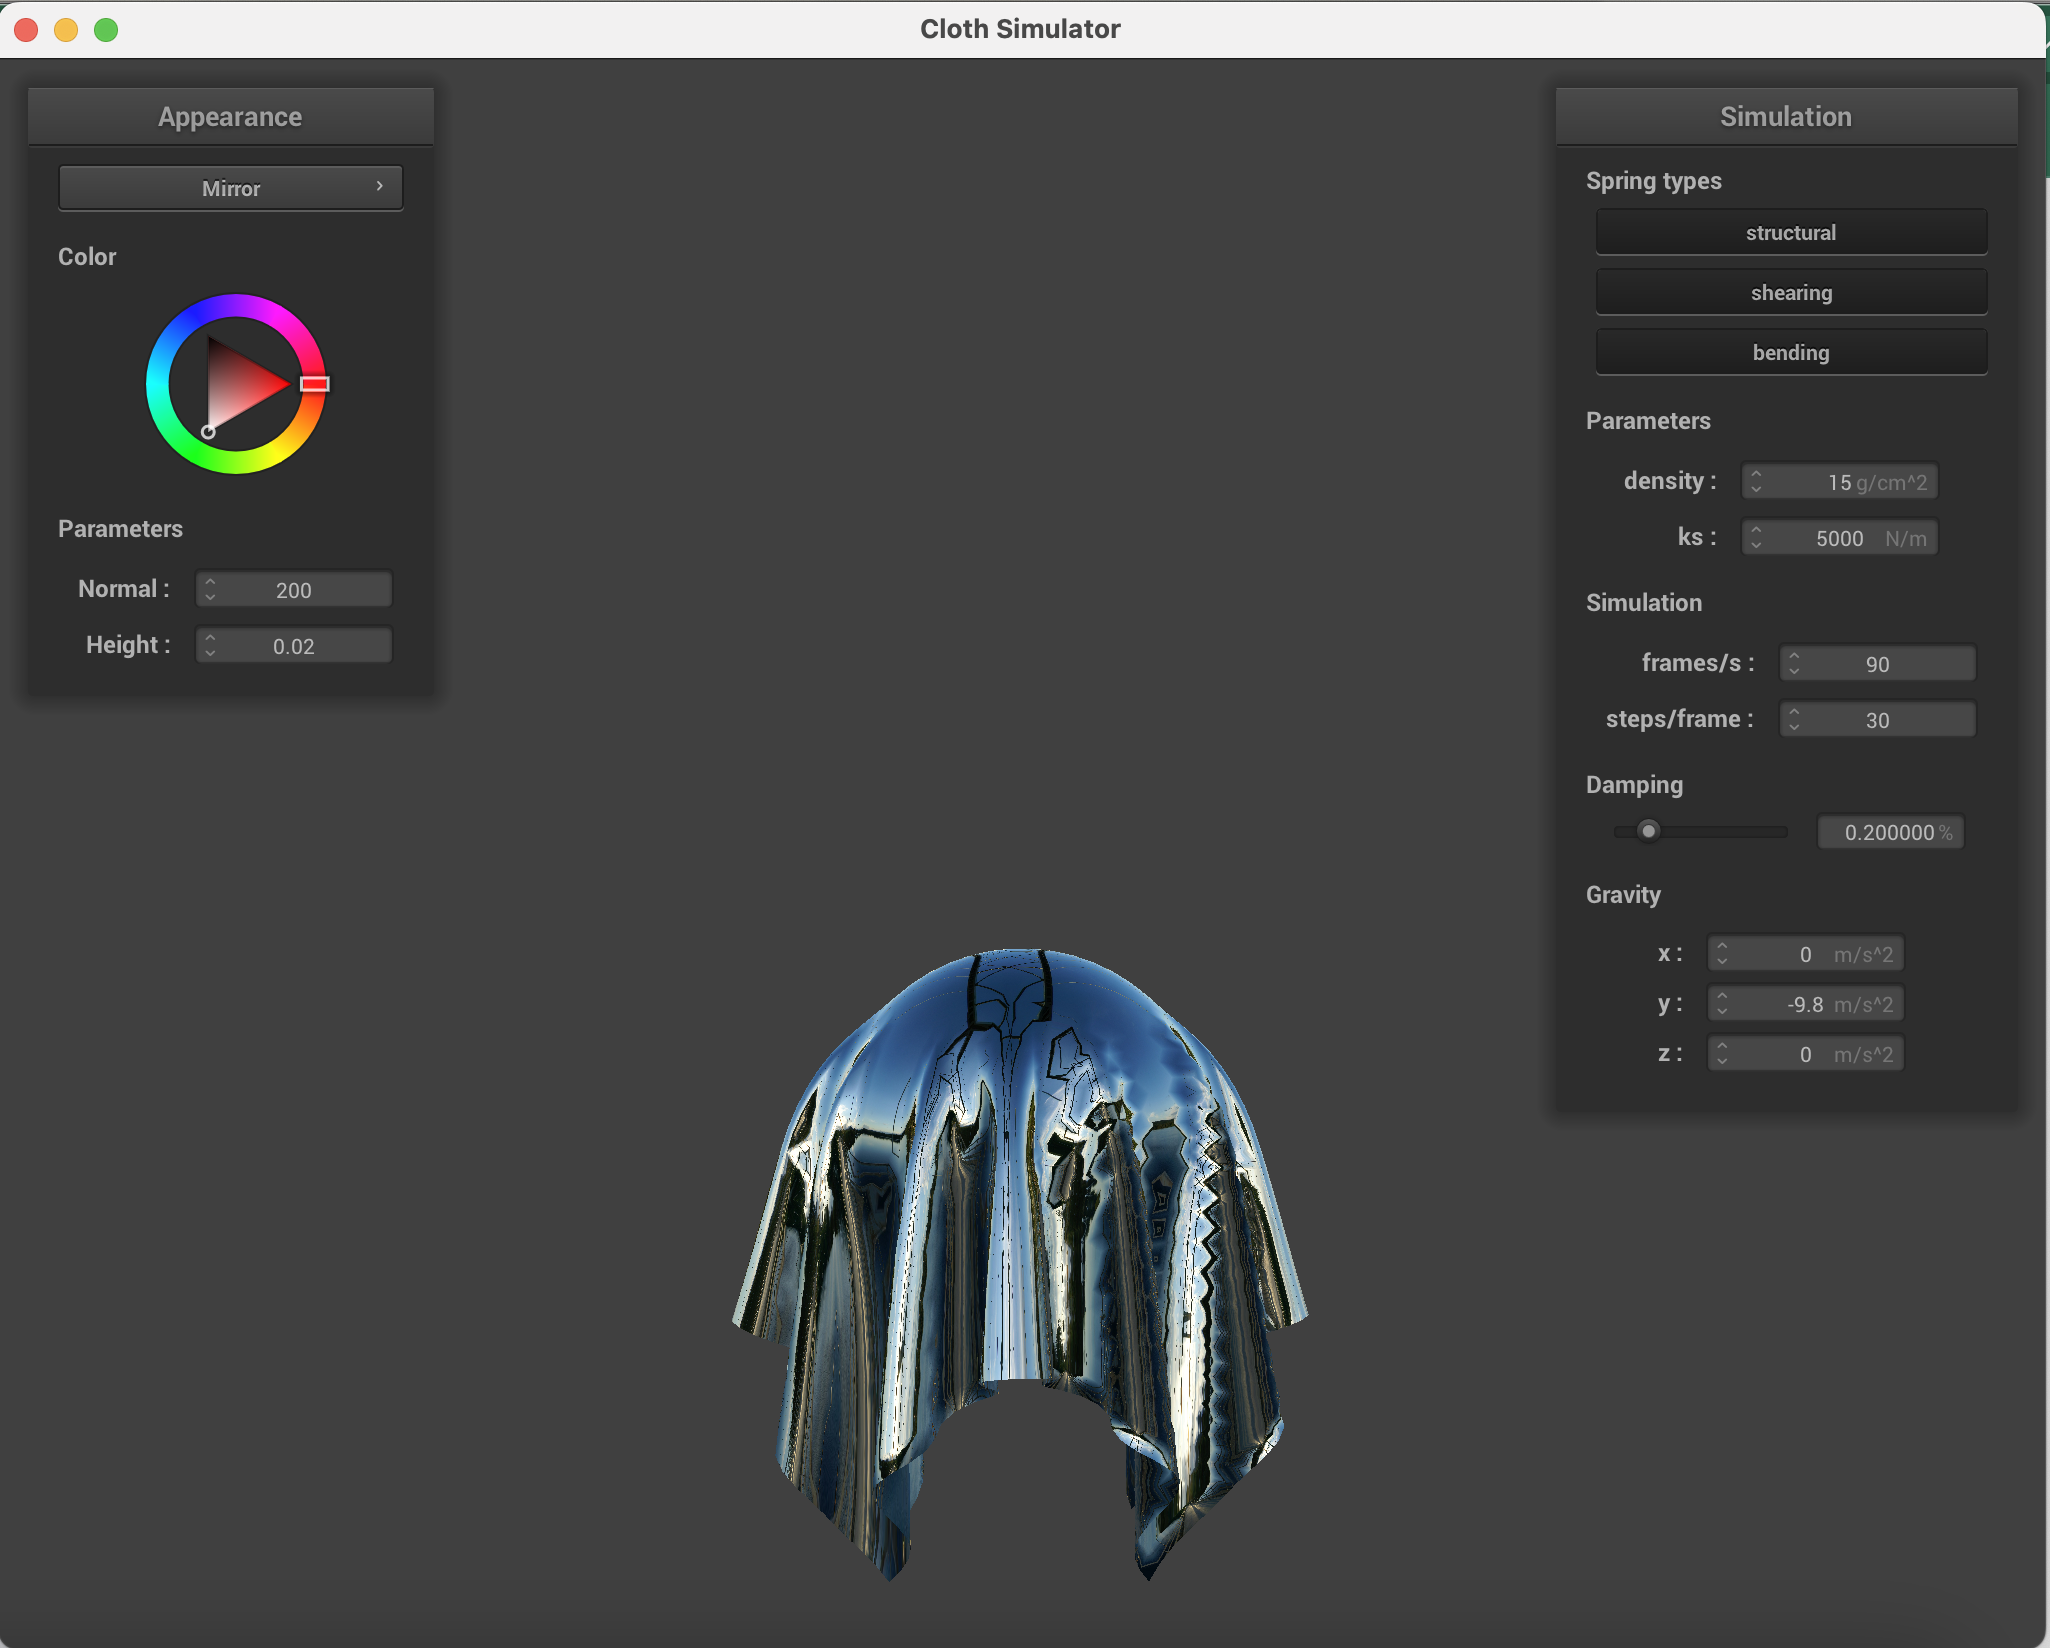 Cloth Simulator
Appearance
Mirror
Color
Parameters
Normal : 200
Height : 0.02
Simulation
Spring types
structural
shearing
bending
Parameters
density : 15 g/cm^2
ks : 5000 N/m
Simulation
frames/s : 90
steps/frame : 30
Damping
0.200000 %
Gravity
x : 0 m/s^2
y : -9.8 m/s^2
z : 0 m/s^2